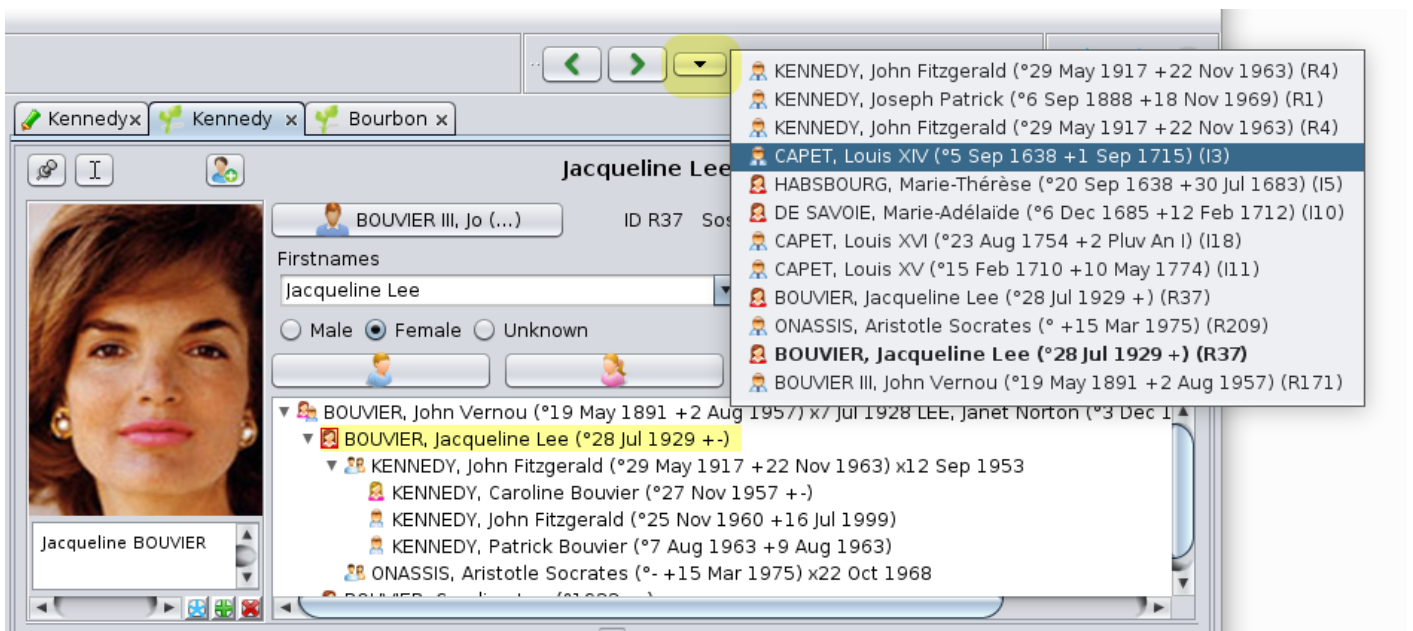 Kennedy x
Kennedy x
Bourbon x
KENNEDY, John Fitzgerald (°29 May 1917 +22 Nov 1963) (R4)
KENNEDY, Joseph Patrick (°6 Sep 1888 +18 Nov 1969) (R1)
KENNEDY, John Fitzgerald (°29 May 1917 +22 Nov 1963) (R4)
CAPET, Louis XIV (°5 Sep 1638 +1 Sep 1715) (I3)
HABSBOURG, Marie-Thérèse (°20 Sep 1638 +30 Jul 1683) (I5)
DE SAVOIE, Marie-Adélaïde (°6 Dec 1685 +12 Feb 1712) (I10)
CAPET, Louis XVI (°23 Aug 1754 +2 Pluv An I) (I18)
CAPET, Louis XV (°15 Feb 1710 +10 May 1774) (I11)
BOUVIER, Jacqueline Lee (°28 Jul 1929 +) (R37)
ONASSIS, Aristotle Socrates (° +15 Mar 1975) (R209)
BOUVIER, Jacqueline Lee (°28 Jul 1929 +) (R37)
BOUVIER III, John Vernou (°19 May 1891 +2 Aug 1957) (R171)
Jacqueline Lee
BOUVIER III, Jo (...)
ID R37
Firstnames
Jacqueline Lee
Male
Female
Unknown
BOUVIER, John Vernou (°19 May 1891 +2 Aug 1957) x7 Jul 1928 LEE, Janet Norton (°3 Dec 1
BOUVIER, Jacqueline Lee (°28 Jul 1929 +-)
KENNEDY, John Fitzgerald (°29 May 1917 +22 Nov 1963) x12 Sep 1953
KENNEDY, Caroline Bouvier (°27 Nov 1957 +-)
KENNEDY, John Fitzgerald (°25 Nov 1960 +16 Jul 1999)
KENNEDY, Patrick Bouvier (°7 Aug 1963 +9 Aug 1963)
ONASSIS, Aristotle Socrates (°- +15 Mar 1975) x22 Oct 1968
Jacqueline BOUVIER